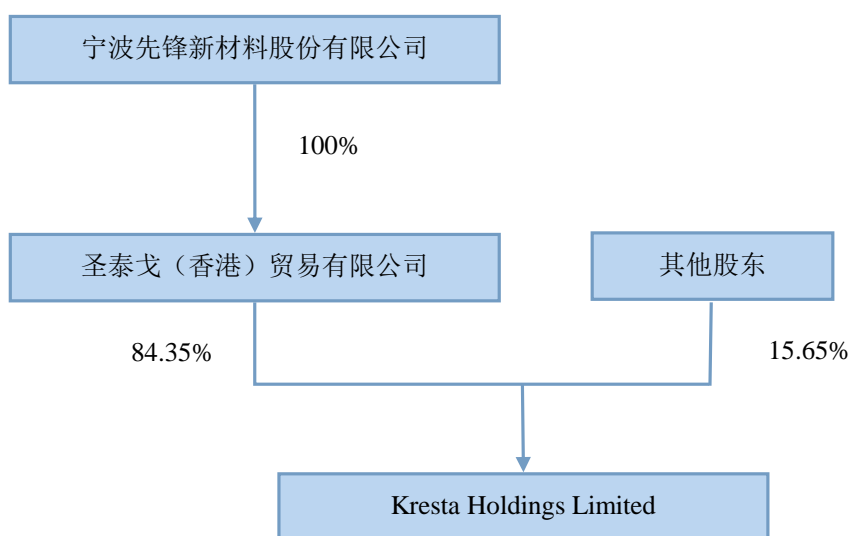 宁波先锋新材料股份有限公司
100%
圣泰戈（香港）贸易有限公司
其他股东
84.35%
15.65%
Kresta Holdings Limited